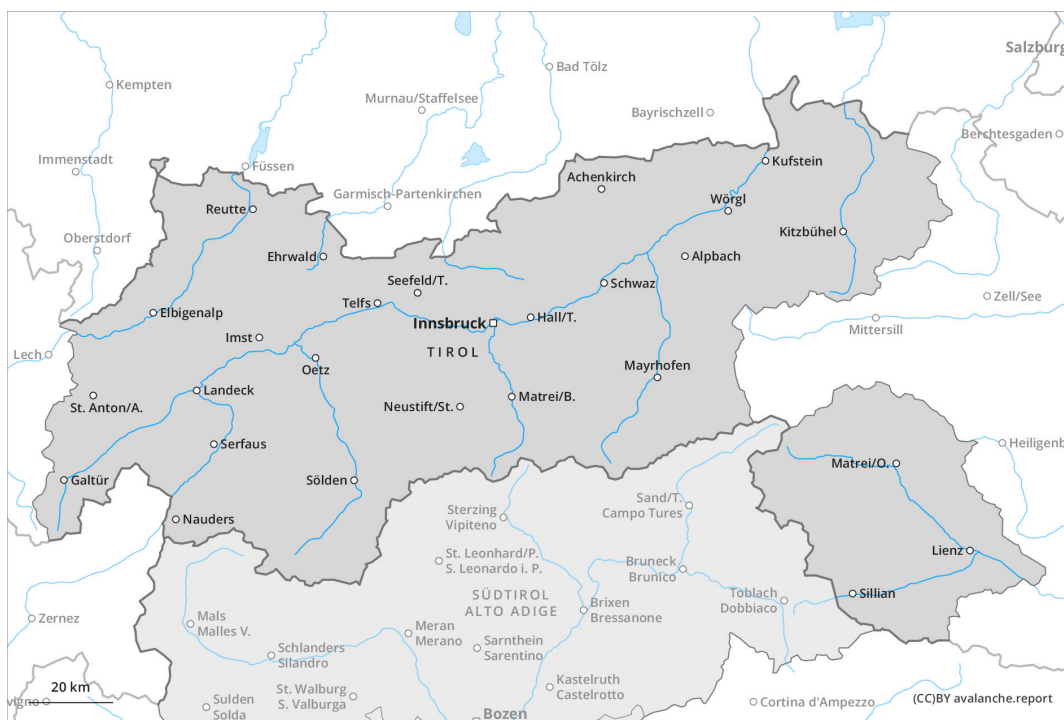 Salzburg
Bad Tölz
Kempten
Murnau/Staffelsee
Bayrischzell
Berchtesgaden
Immenstadt
Füssen
Kufstein
Achenkirch
Garmisch-Partenkirchen
Reutte
Wörgl
Oberstdorf
Kitzbühel
Ehrwald
Alpbach
Seefeld/T.
Schwaz
Zell/See
Telfs
Elbigenalp
Innsbruck
Hall/T.
Mittersill
Imst
TIROL
Lech
Oetz
Mayrhofen
Landeck
St. Anton/A.
Neustift/St.
Matrei/B.
Serfaus
Heiligenb
Matrei/O.
Galtür
Sölden
Sand/T.
Campo Tures
Sterzing
Vipiteno
Nauders
Lienz
St. Leonhard/P.
S. Leonardo i. P.
Bruneck
Brunico
SÜDTIROL
ALTO ADIGE
Toblach
Dobbiaco
Sillian
Brixen
Bressanone
Zernez
Mals
Malles V.
Meran
Merano
Sarnthein
Sarentino
Schlanders
Silandro
Kastelruth
Castelrotto
20 km
St. Walburg
S. Valburga
vigno
Sulden
Solda
Cortina d'Ampezzo
(CC)BY avalanche.report
Bozen